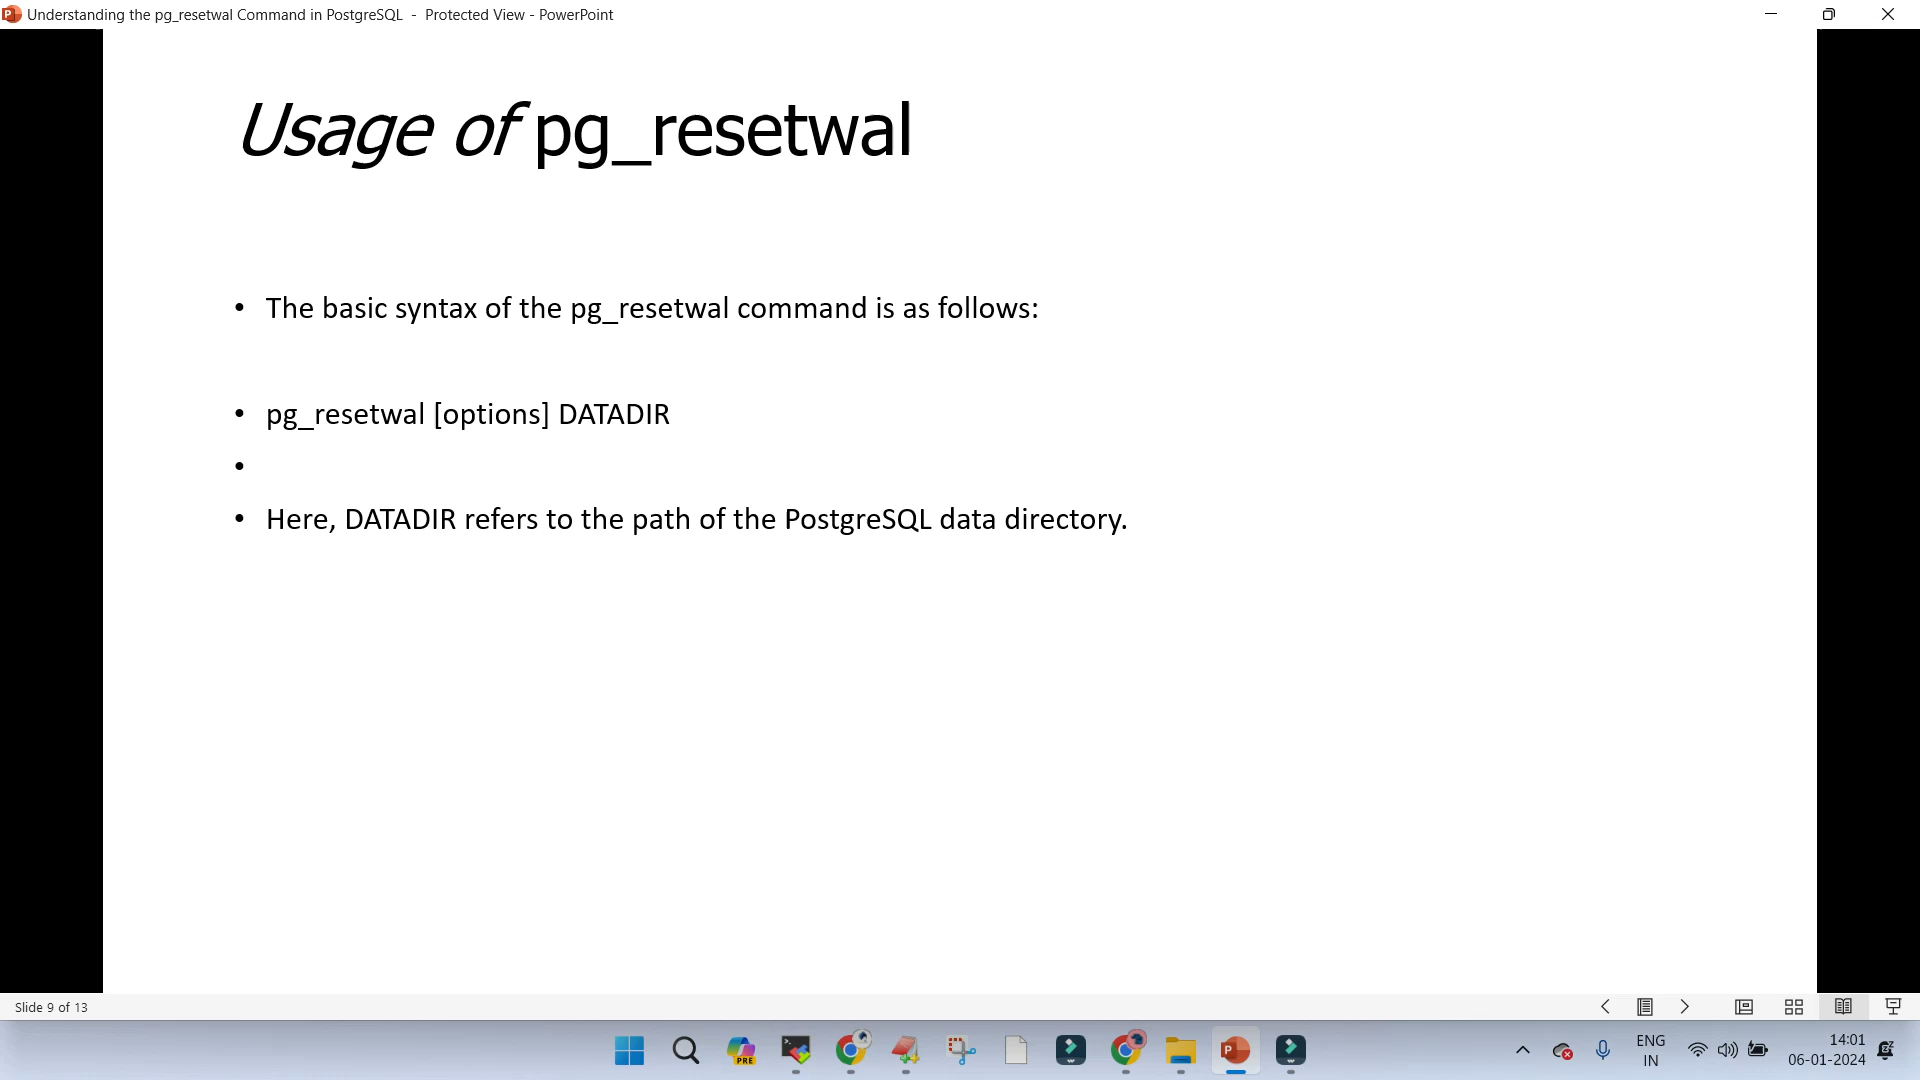 Understanding the pg_resetwal Command in PostgreSQL - Protected View - PowerPoint
Usage of pg_resetwal
• The basic syntax of the pg_resetwal command is as follows:
• pg_resetwal [options] DATADIR
•
• Here, DATADIR refers to the path of the PostgreSQL data directory.
Slide 9 of 13
PRE
ENG
IN
14:01
06-01-2024